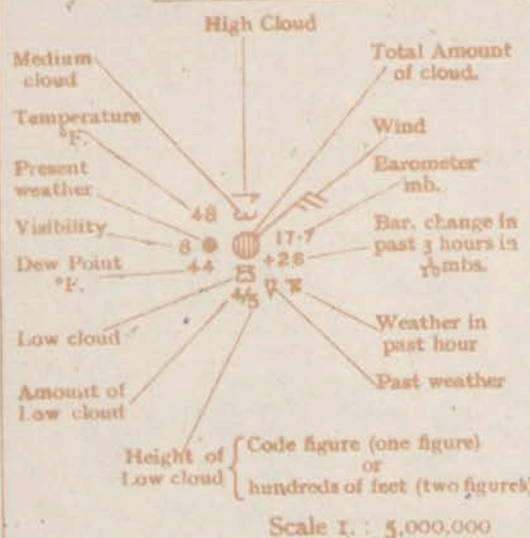 High Cloud
Medium
cloud
Total Amount
of cloud.
Temperature
°F.
Wind
Present
weather
Barometer
mb.
48
Visibility
6
17.7
Bar. change in
past 3 hours in
1/10 mbs.
Dew Point
°F.
44
+28
4/5
Low cloud
Weather in
past hour
Amount of
Low cloud
Past weather
Height of
Low cloud
Code figure (one figure)
or
hundreds of feet (two figures)
Scale 1. : 5,000,000